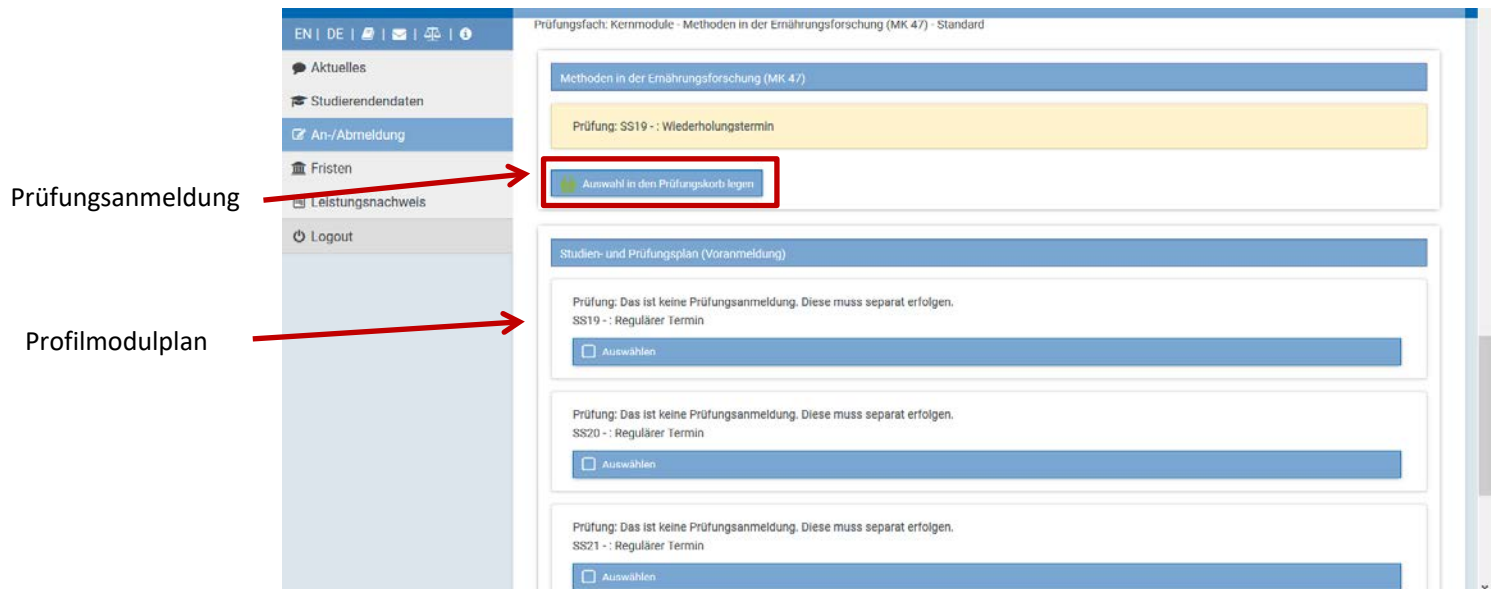 Prüfungsfach: Kernmodule - Methoden in der Ernährungsforschung (MK 47) - Standard
EN | DE | | | |
Aktuelles
Studierendendaten
An-/Abmeldung
Fristen
Leistungsnachweis
Logout
Prüfungsanmeldung
Profilmodulplan
Methoden in der Ernährungsforschung (MK 47)
Prüfung: SS19 - : Wiederholungstermin
Auswahl in den Prüfungskorb legen
Studien- und Prüfungsplan (Voranmeldung)
Prüfung: Das ist keine Prüfungsanmeldung. Diese muss separat erfolgen.
SS19 - : Regulärer Termin
Auswählen
Prüfung: Das ist keine Prüfungsanmeldung. Diese muss separat erfolgen.
SS20 - : Regulärer Termin
Auswählen
Prüfung: Das ist keine Prüfungsanmeldung. Diese muss separat erfolgen.
SS21 - : Regulärer Termin
Auswählen